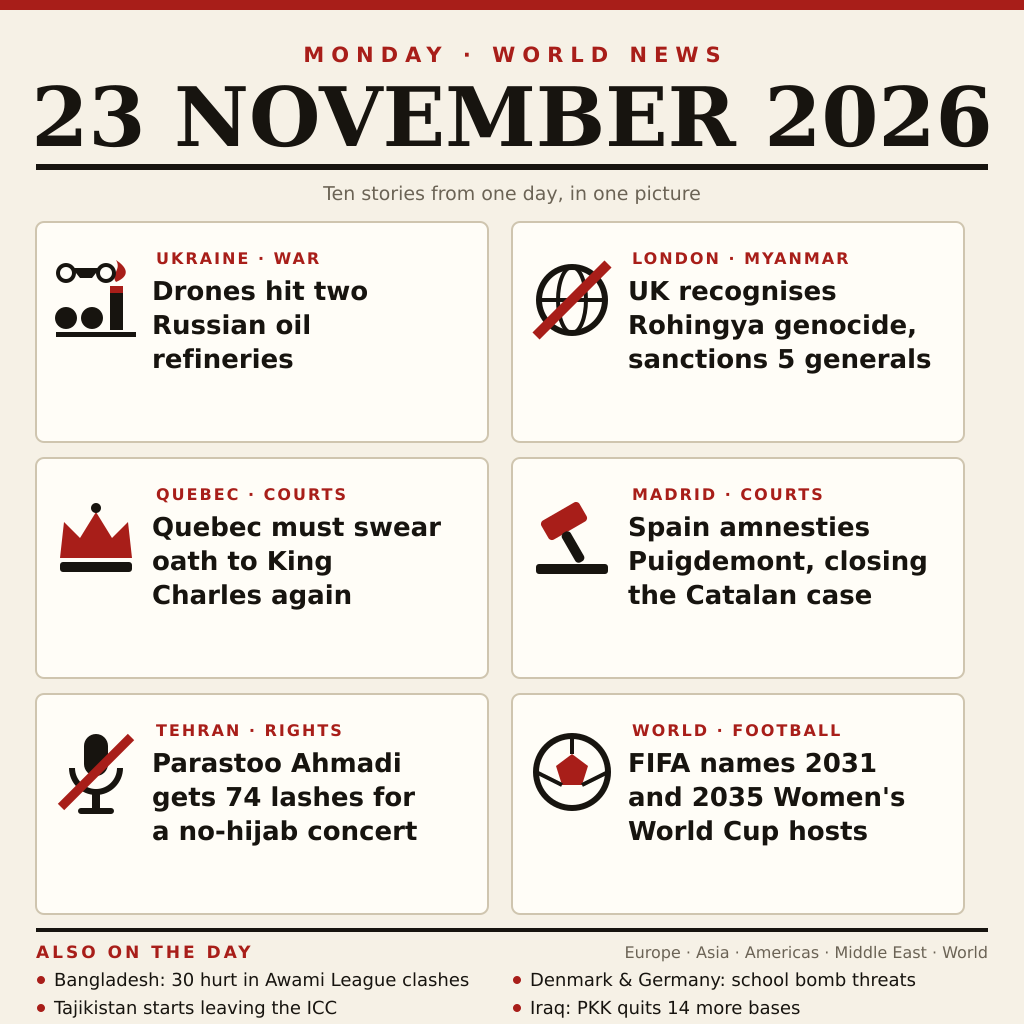 MONDAY · WORLD NEWS
23 NOVEMBER 2026
Ten stories from one day, in one picture
UKRAINE · WAR
Drones hit two
Russian oil
refineries
LONDON · MYANMAR
UK recognises
Rohingya genocide,
sanctions 5 generals
QUEBEC · COURTS
Quebec must swear
oath to King
Charles again
MADRID · COURTS
Spain amnesties
Puigdemont, closing
the Catalan case
TEHRAN · RIGHTS
Parastoo Ahmadi
gets 74 lashes for
a no-hijab concert
WORLD · FOOTBALL
FIFA names 2031
and 2035 Women's
World Cup hosts
ALSO ON THE DAY
Europe · Asia · Americas · Middle East · World
• Bangladesh: 30 hurt in Awami League clashes
• Denmark & Germany: school bomb threats
• Tajikistan starts leaving the ICC
• Iraq: PKK quits 14 more bases